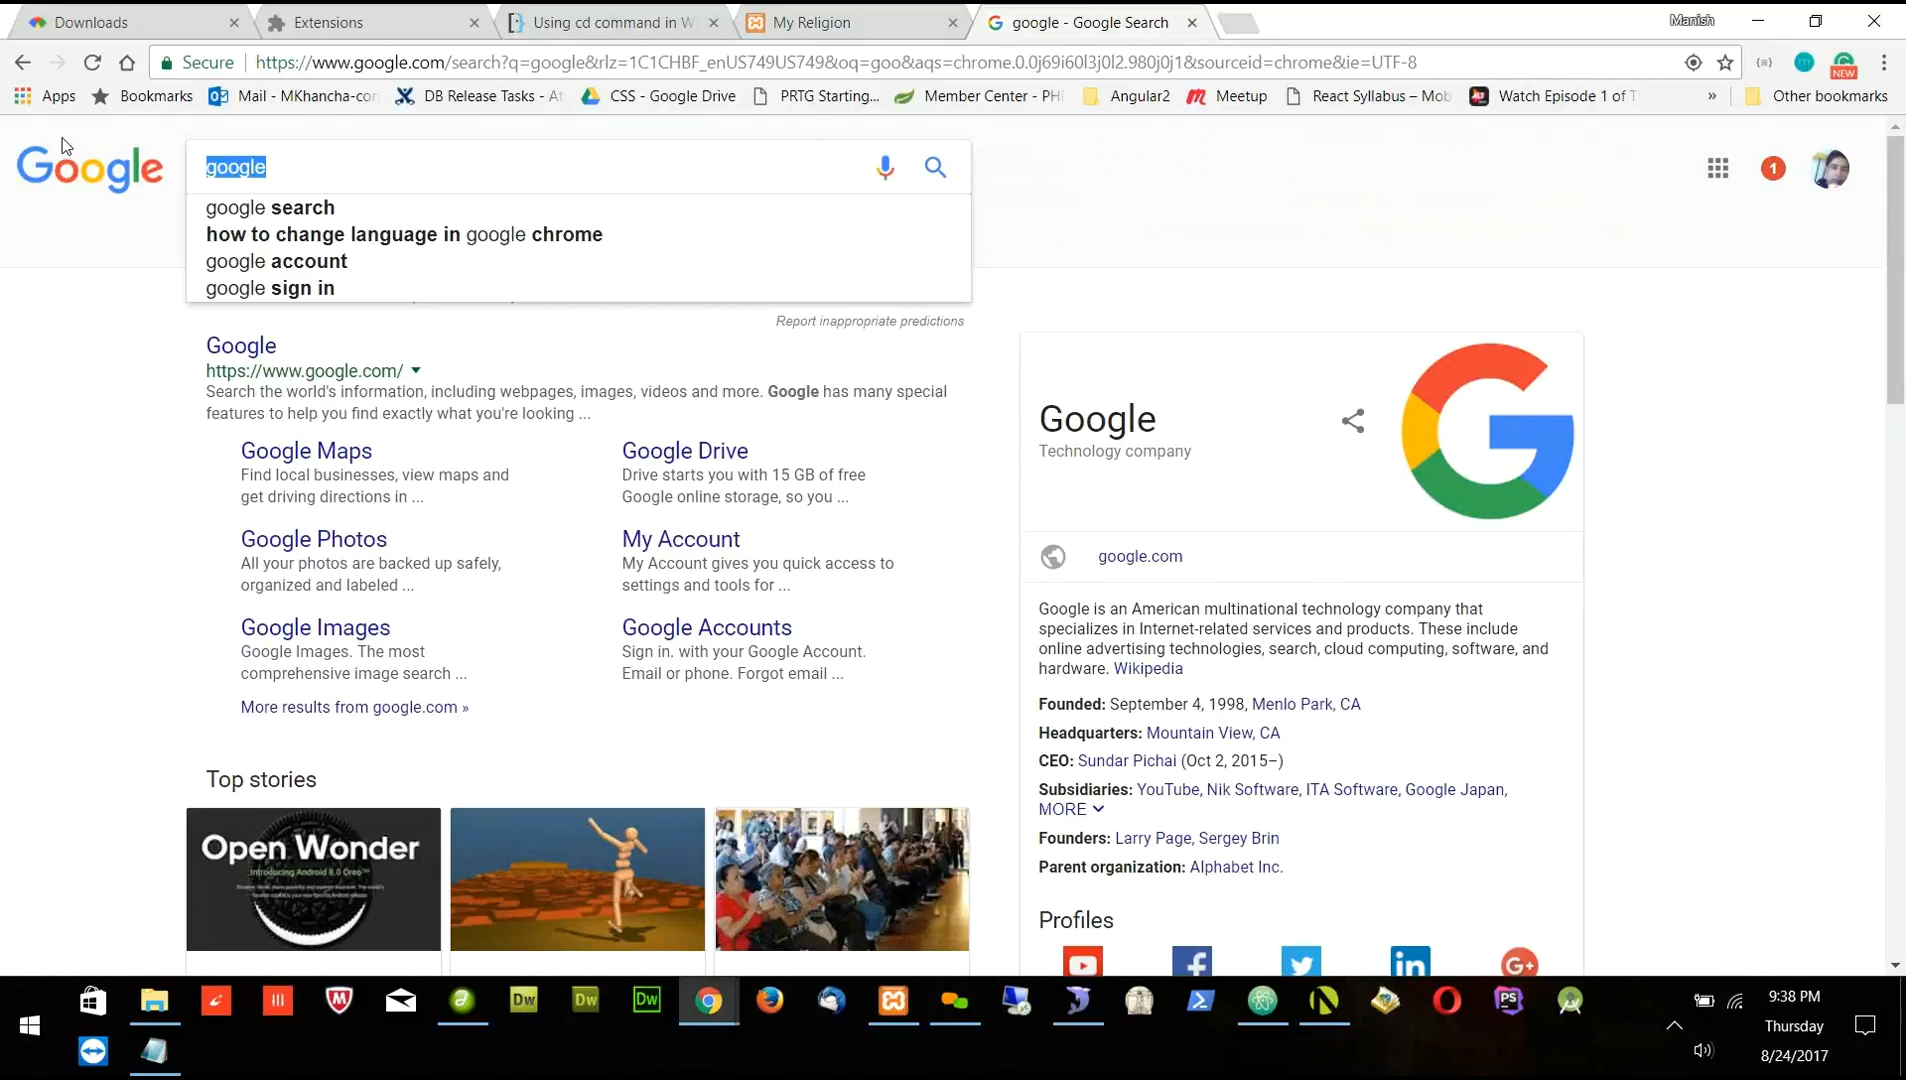 Downloads
Extensions
Using cd command in W
My Religion
google - Google Search
Manish
Secure
https://www.google.com/search?q=google&rlz=1C1CHBF_enUS749US749&oq=goo&aqs=chrome.0.0j69i60l3j0l2.980j0j1&sourceid=chrome&ie=UTF-8
NEW
Apps
Bookmarks
Mail - MKhancha-con
DB Release Tasks - At
CSS - Google Drive
PRTG Starting...
Member Center - PHI
Angular2
Meetup
React Syllabus – Mob
Watch Episode 1 of T
»
Other bookmarks
Google
google
1
google search
how to change language in google chrome
google account
google sign in
Report inappropriate predictions
Google
https://www.google.com/
Search the world's information, including webpages, images, videos and more. Google has many special
features to help you find exactly what you're looking ...
Google Maps
Find local businesses, view maps and
get driving directions in ...
Google Drive
Drive starts you with 15 GB of free
Google online storage, so you ...
Google Photos
All your photos are backed up safely,
organized and labeled ...
My Account
My Account gives you quick access to
settings and tools for ...
Google Images
Google Images. The most
comprehensive image search ...
Google Accounts
Sign in. with your Google Account.
Email or phone. Forgot email ...
More results from google.com »
Top stories
Open Wonder
Introducing Android 8.0 Oreo™
Google
Technology company
google.com
Google is an American multinational technology company that
specializes in Internet-related services and products. These include
online advertising technologies, search, cloud computing, software, and
hardware. Wikipedia
Founded: September 4, 1998, Menlo Park, CA
Headquarters: Mountain View, CA
CEO: Sundar Pichai (Oct 2, 2015–)
Subsidiaries: YouTube, Nik Software, ITA Software, Google Japan,
MORE
Founders: Larry Page, Sergey Brin
Parent organization: Alphabet Inc.
Profiles
f
in
G+
Dw
Dw
Dw
PS
9:38 PM
Thursday
8/24/2017